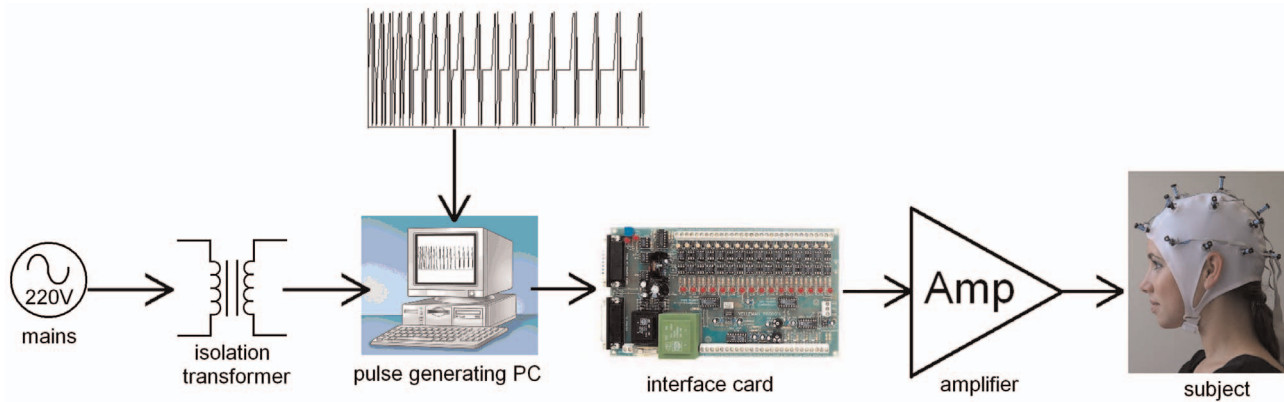 220V
mains
isolation
transformer
pulse generating PC
interface card
Amp
amplifier
subject